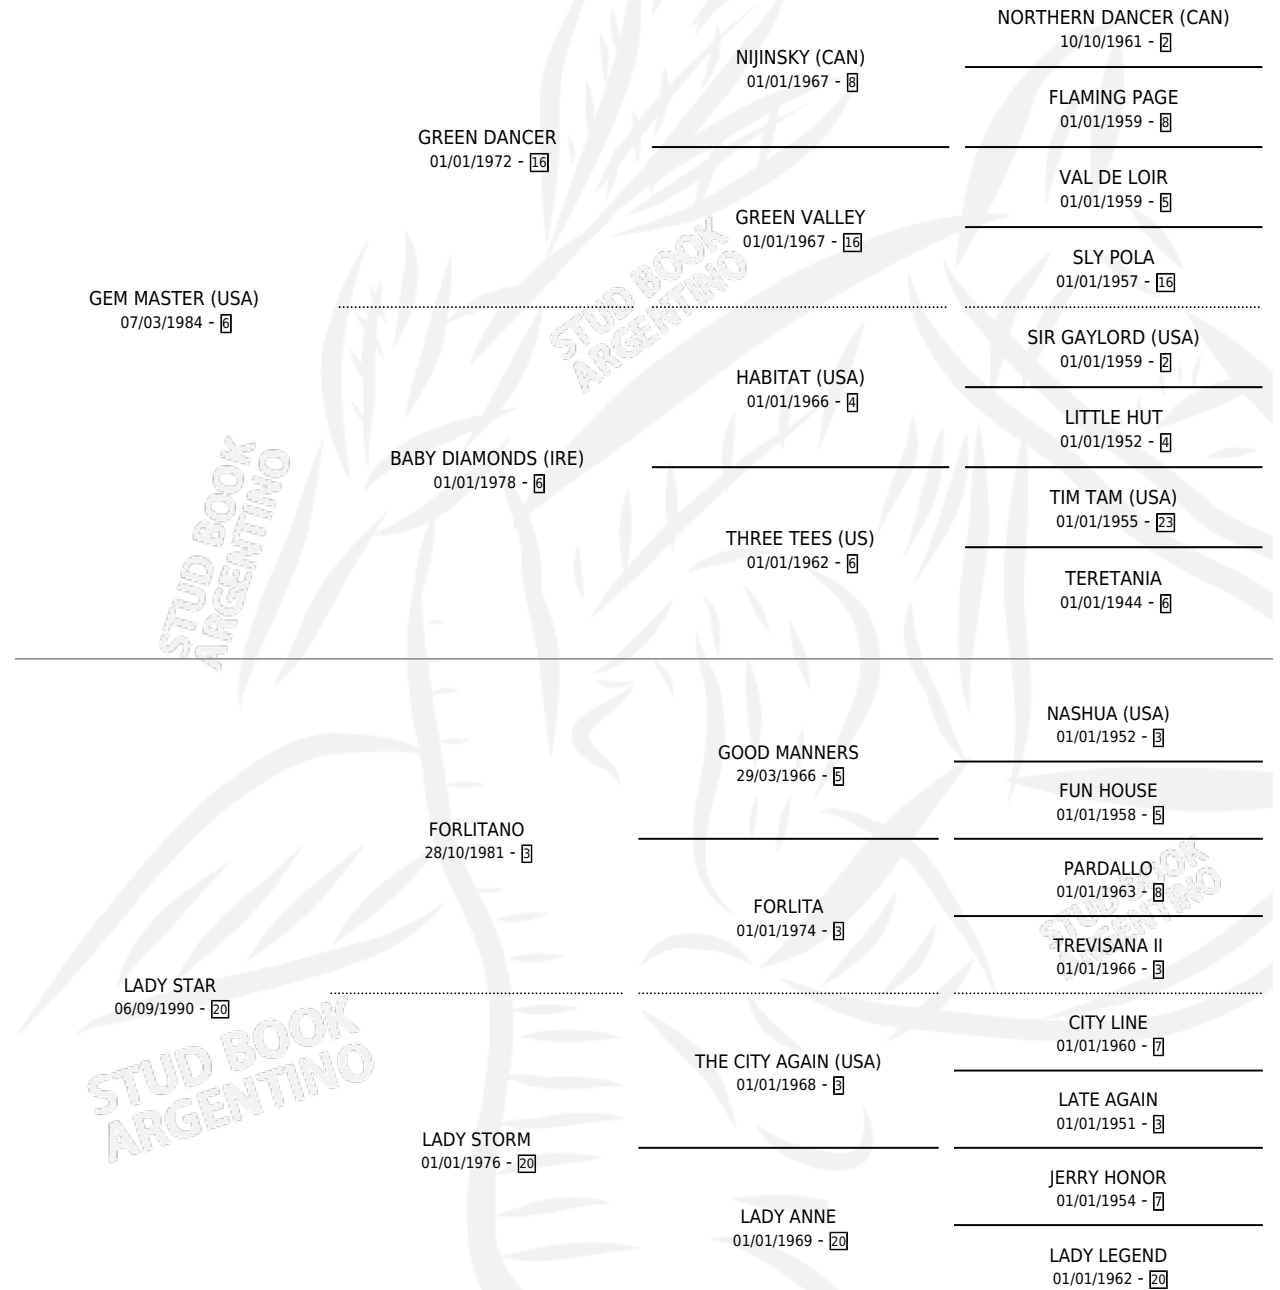 NORTHERN DANCER (CAN)
10/10/1961 - 2
NIJINSKY (CAN)
01/01/1967 - 8
FLAMING PAGE
01/01/1959 - 8
GREEN DANCER
01/01/1972 - 16
VAL DE LOIR
01/01/1959 - 5
GREEN VALLEY
01/01/1967 - 16
SLY POLA
01/01/1957 - 16
GEM MASTER (USA)
07/03/1984 - 6
SIR GAYLORD (USA)
01/01/1959 - 2
HABITAT (USA)
01/01/1966 - 4
LITTLE HUT
01/01/1952 - 4
BABY DIAMONDS (IRE)
01/01/1978 - 6
TIM TAM (USA)
01/01/1955 - 23
THREE TEES (US)
01/01/1962 - 6
TERETANIA
01/01/1944 - 6
STUD BOOK
ARGENTINO
STUD BOOK
ARGENTINO
NASHUA (USA)
01/01/1952 - 3
GOOD MANNERS
29/03/1966 - 5
FUN HOUSE
01/01/1958 - 5
FORLITANO
28/10/1981 - 3
PARDALLO
01/01/1963 - 8
FORLITA
01/01/1974 - 3
TREVISANA II
01/01/1966 - 3
STUD BOOK
ARGENTINO
LADY STAR
06/09/1990 - 20
CITY LINE
01/01/1960 - 7
THE CITY AGAIN (USA)
01/01/1968 - 3
LATE AGAIN
01/01/1951 - 3
STUD BOOK
ARGENTINO
LADY STORM
01/01/1976 - 20
JERRY HONOR
01/01/1954 - 7
LADY ANNE
01/01/1969 - 20
LADY LEGEND
01/01/1962 - 20